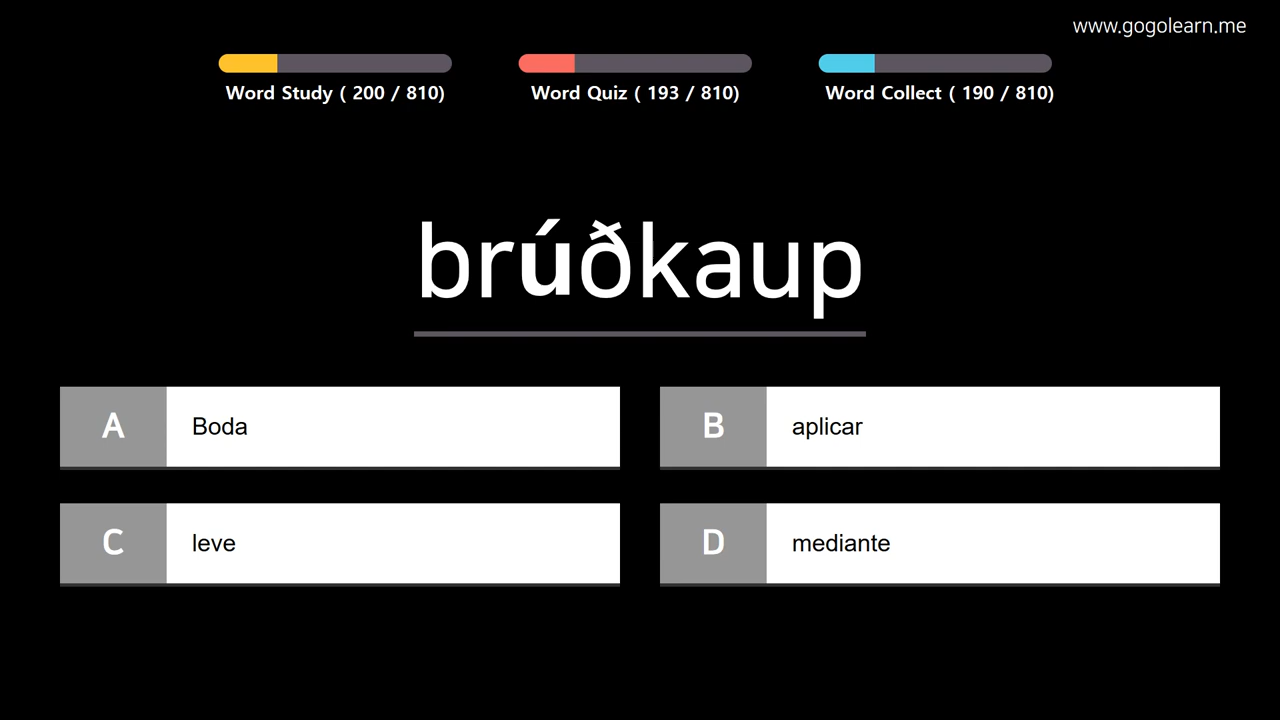 www.gogolearn.me
Word Study ( 200 / 810)
Word Quiz ( 193 / 810)
Word Collect ( 190 / 810)
brúðkaup
A Boda
B aplicar
C leve
D mediante